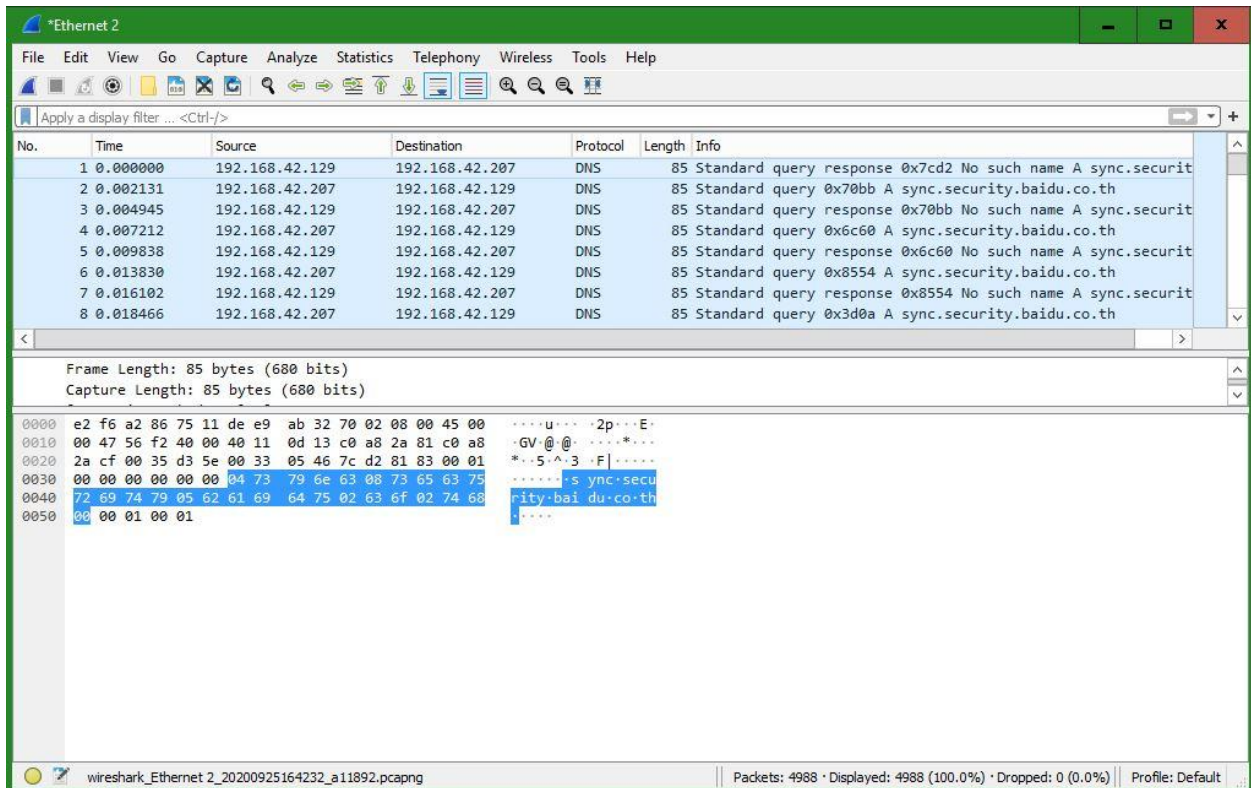 *Ethernet 2
File Edit View Go Capture Analyze Statistics Telephony Wireless Tools Help
Apply a display filter ... <Ctrl-/>
No. Time Source Destination Protocol Length Info
1 0.000000 192.168.42.129 192.168.42.207 DNS 85 Standard query response 0x7cd2 No such name A sync.securit
2 0.002131 192.168.42.207 192.168.42.129 DNS 85 Standard query 0x70bb A sync.security.baidu.co.th
3 0.004945 192.168.42.129 192.168.42.207 DNS 85 Standard query response 0x70bb No such name A sync.securit
4 0.007212 192.168.42.207 192.168.42.129 DNS 85 Standard query 0x6c60 A sync.security.baidu.co.th
5 0.009838 192.168.42.129 192.168.42.207 DNS 85 Standard query response 0x6c60 No such name A sync.securit
6 0.013830 192.168.42.207 192.168.42.129 DNS 85 Standard query 0x8554 A sync.security.baidu.co.th
7 0.016102 192.168.42.129 192.168.42.207 DNS 85 Standard query response 0x8554 No such name A sync.securit
8 0.018466 192.168.42.207 192.168.42.129 DNS 85 Standard query 0x3d0a A sync.security.baidu.co.th
Frame Length: 85 bytes (680 bits)
Capture Length: 85 bytes (680 bits)
0000 e2 f6 a2 86 75 11 de e9 ab 32 70 02 08 00 45 00 ····u··· ·2p···E·
0010 00 47 56 f2 40 00 40 11 0d 13 c0 a8 2a 81 c0 a8 ·GV·@·@· ····*···
0020 2a cf 00 35 d3 5e 00 33 05 46 7c d2 81 83 00 01 *··5·^·3 ·F|·····
0030 00 00 00 00 00 00 04 73 79 6e 63 08 73 65 63 75 ·······s ync·secu
0040 72 69 74 79 05 62 61 69 64 75 02 63 6f 02 74 68 rity·bai du·co·th
0050 00 00 01 00 01 ·····
wireshark_Ethernet 2_20200925164232_a11892.pcapng Packets: 4988 · Displayed: 4988 (100.0%) · Dropped: 0 (0.0%) Profile: Default